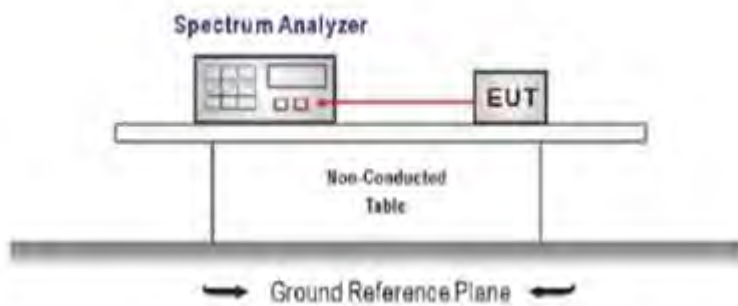 Spectrum Analyzer
EUT
Non-Conducted
Table
Ground Reference Plane